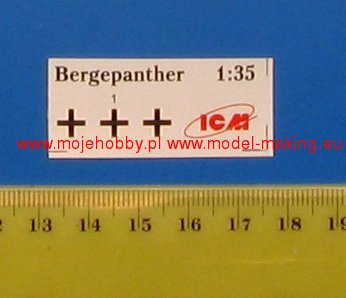 Bergepanther 1:35
1
ICM
www.mojehobby.pl www.model-making.eu
2 13 14 15 16 17 18 19